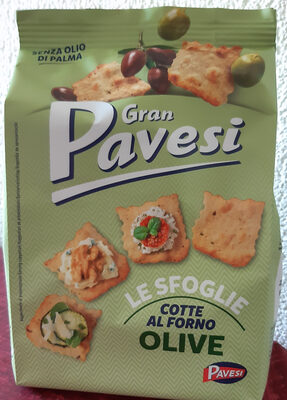 SENZA OLIO
DI PALMA
Gran
Pavesi
LE SFOGLIE
COTTE
AL FORNO
OLIVE
PAVESI